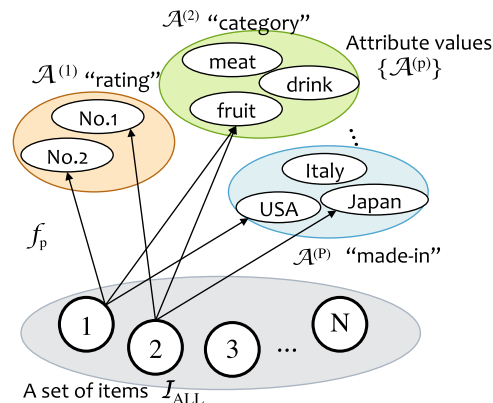 𝒜⁽²⁾ “category”
Attribute values
{𝒜⁽ᵖ⁾}
meat
drink
fruit
𝒜⁽¹⁾ “rating”
No.1
No.2
...
Italy
USA
Japan
𝒜⁽ᴾ⁾ “made-in”
fₚ
1
2
3
...
N
A set of items I_ALL